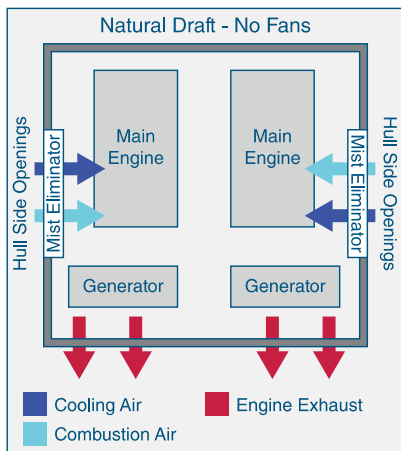 Natural Draft - No Fans
Hull Side Openings
Mist Eliminator
Main
Engine
Main
Engine
Mist Eliminator
Hull Side Openings
Generator
Generator
Cooling Air
Engine Exhaust
Combustion Air